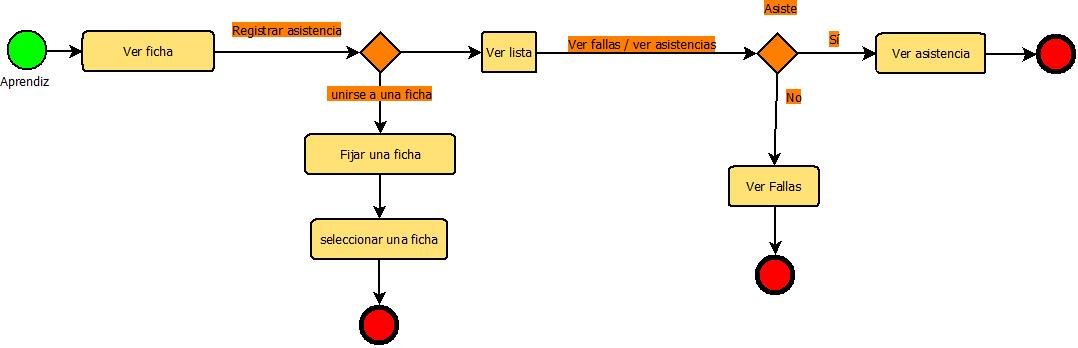 Asiste
Registrar asistencia
Ver ficha
Ver lista
Ver fallas / ver asistencias
Sí
Ver asistencia
Aprendiz
unirse a una ficha
No
Fijar una ficha
Ver Fallas
seleccionar una ficha